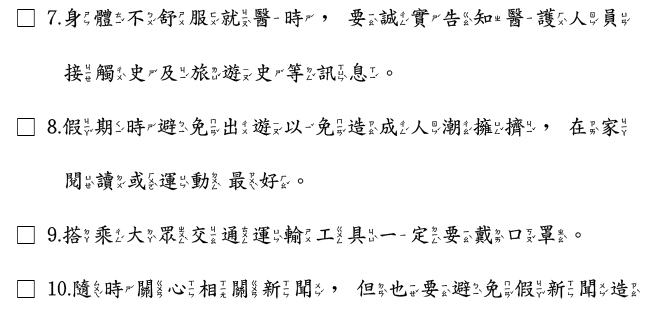 □ 7.身體不舒服就醫時，要誠實告知醫護人員
接觸史及旅遊史等訊息。
□ 8.假期時避免出遊以免造成人潮擁擠，在家
閱讀或運動最好。
□ 9.搭乘大眾交通運輸工具一定要戴口罩。
□ 10.隨時關心相關新聞，但也要避免假新聞造